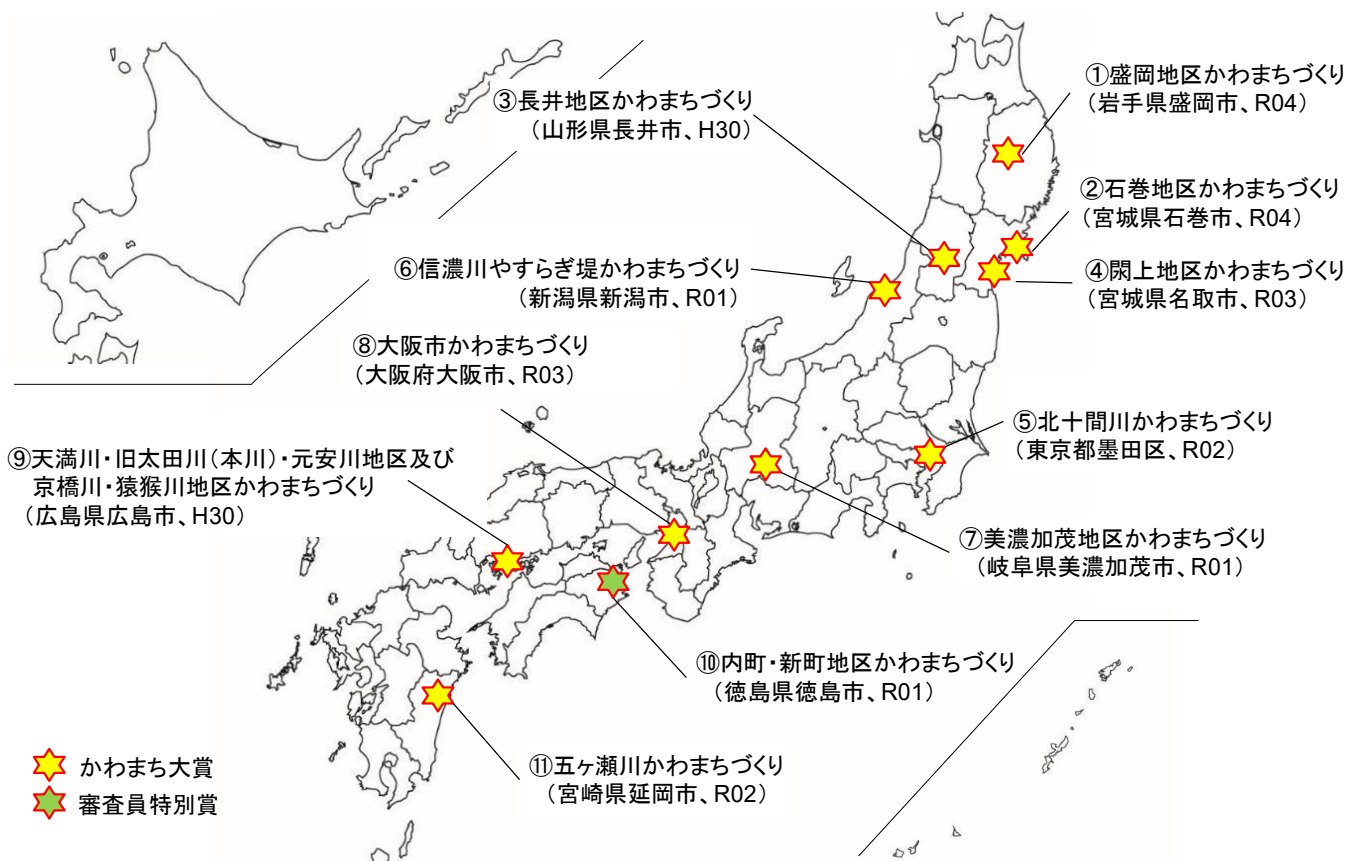 ①盛岡地区かわまちづくり
（岩手県盛岡市、R04）
②石巻地区かわまちづくり
（宮城県石巻市、R04）
③長井地区かわまちづくり
（山形県長井市、H30）
④閖上地区かわまちづくり
（宮城県名取市、R03）
⑤北十間川かわまちづくり
（東京都墨田区、R02）
⑥信濃川やすらぎ堤かわまちづくり
（新潟県新潟市、R01）
⑦美濃加茂地区かわまちづくり
（岐阜県美濃加茂市、R01）
⑧大阪市かわまちづくり
（大阪府大阪市、R03）
⑨天満川・旧太田川（本川）・元安川地区及び
京橋川・猿猴川地区かわまちづくり
（広島県広島市、H30）
⑩内町・新町地区かわまちづくり
（徳島県徳島市、R01）
⑪五ヶ瀬川かわまちづくり
（宮崎県延岡市、R02）
かわまち大賞
審査員特別賞